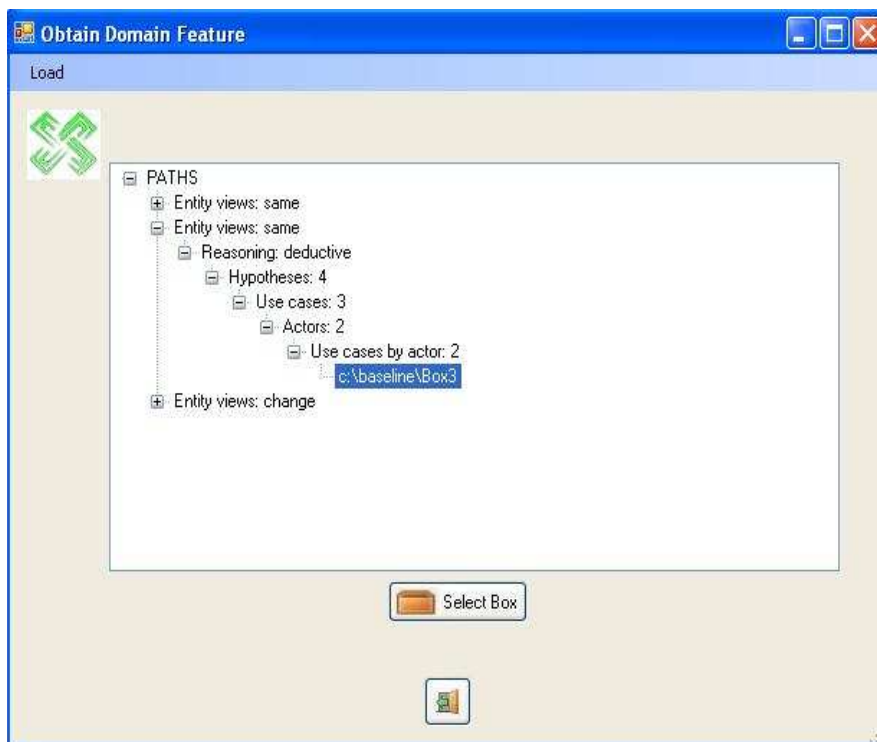 Obtain Domain Feature
Load
PATHS
Entity views: same
Entity views: same
Reasoning: deductive
Hypotheses: 4
Use cases: 3
Actors: 2
Use cases by actor: 2
c:\baseline\Box3
Entity views: change
Select Box